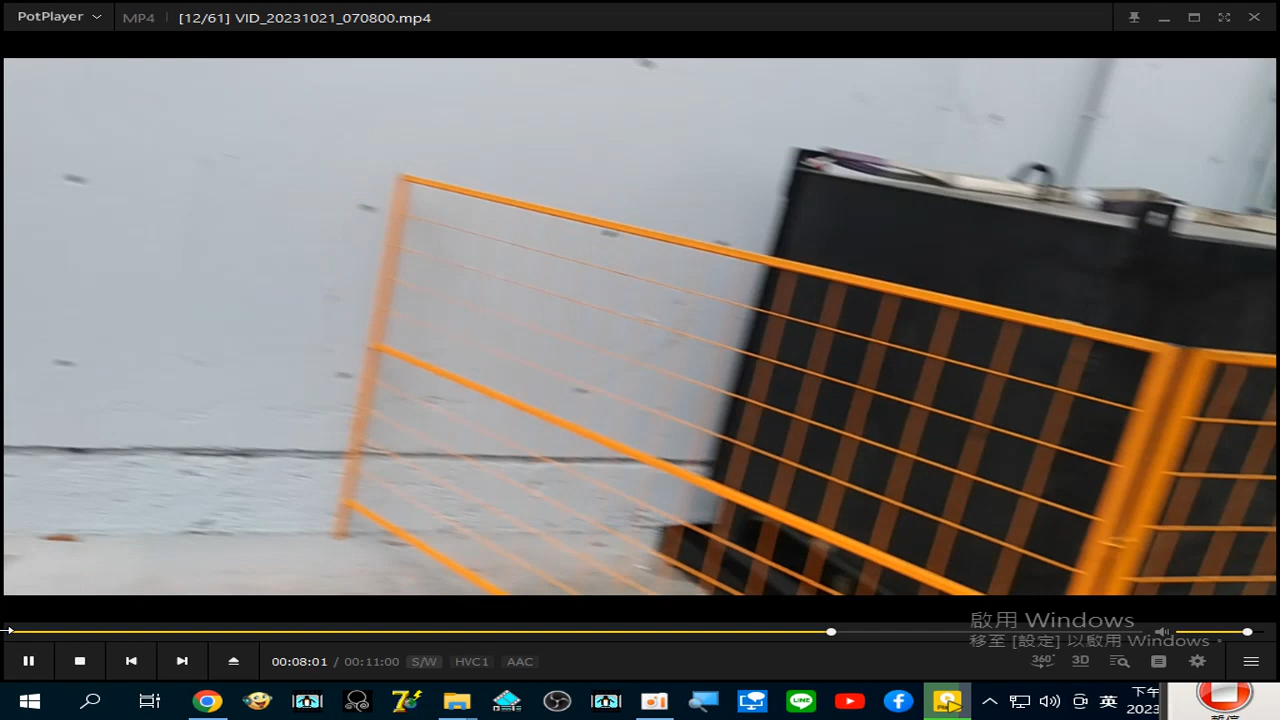 PotPlayer
MP4
[12/61] VID_20231021_070800.mp4
啟用 Windows
移至 [設定] 以啟用 Windows。
00:08:01 / 00:11:00 S/W HVC1 AAC
360° 3D
英
下午
2023